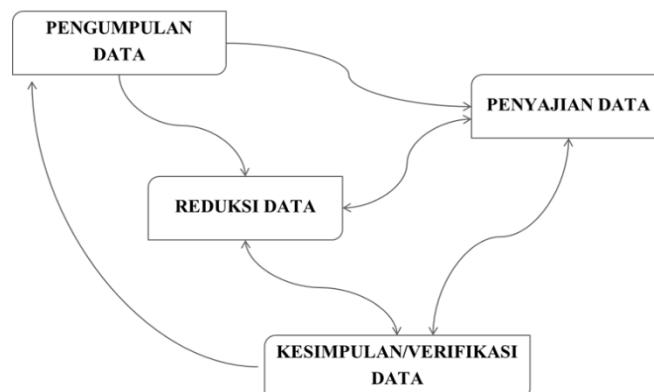 PENGUMPULAN
DATA
PENYAJIAN DATA
REDUKSI DATA
KESIMPULAN/VERIFIKASI
DATA